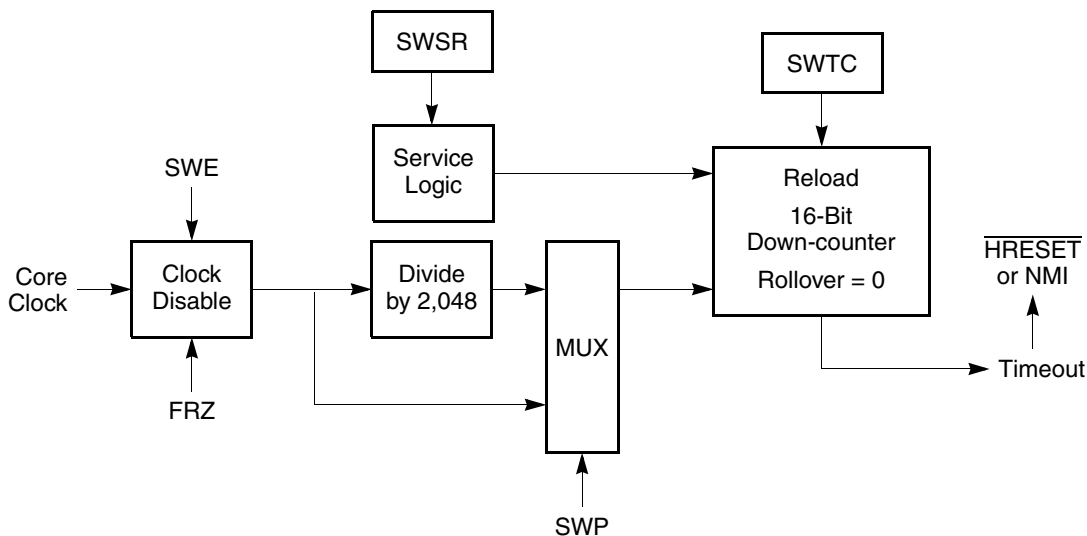 SWSR
SWTC
Service
Logic
SWE
Reload
16-Bit
Down-counter
Rollover = 0
HRESET
or NMI
Core
Clock
Clock
Disable
Divide
by 2,048
MUX
Timeout
FRZ
SWP